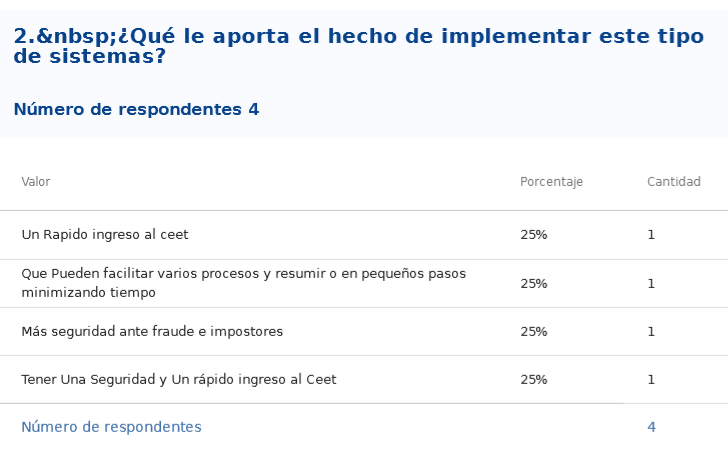 2.&nbsp;¿Qué le aporta el hecho de implementar este tipo
de sistemas?
Número de respondentes 4
Valor Porcentaje Cantidad
Un Rapido ingreso al ceet 25% 1
Que Pueden facilitar varios procesos y resumir o en pequeños pasos
minimizando tiempo 25% 1
Más seguridad ante fraude e impostores 25% 1
Tener Una Seguridad y Un rápido ingreso al Ceet 25% 1
Número de respondentes 4